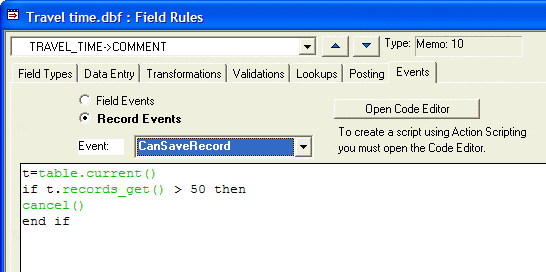 Travel time.dbf : Field Rules
TRAVEL_TIME->COMMENT
Type: Memo: 10
Field Types Data Entry Transformations Validations Lookups Posting Events
Field Events
Record Events
Open Code Editor
Event: CanSaveRecord
To create a script using Action Scripting
you must open the Code Editor.
t=table.current()
if t.records_get() > 50 then
cancel()
end if